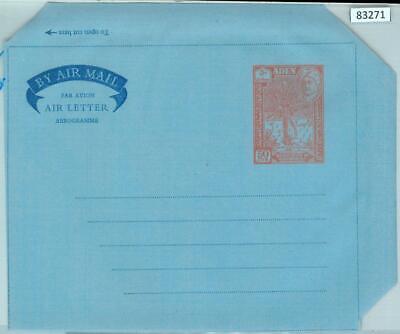 83271
To open cut here
BY AIR MAIL
PAR AVION
AIR LETTER
AEROGRAMME
ADEN
50